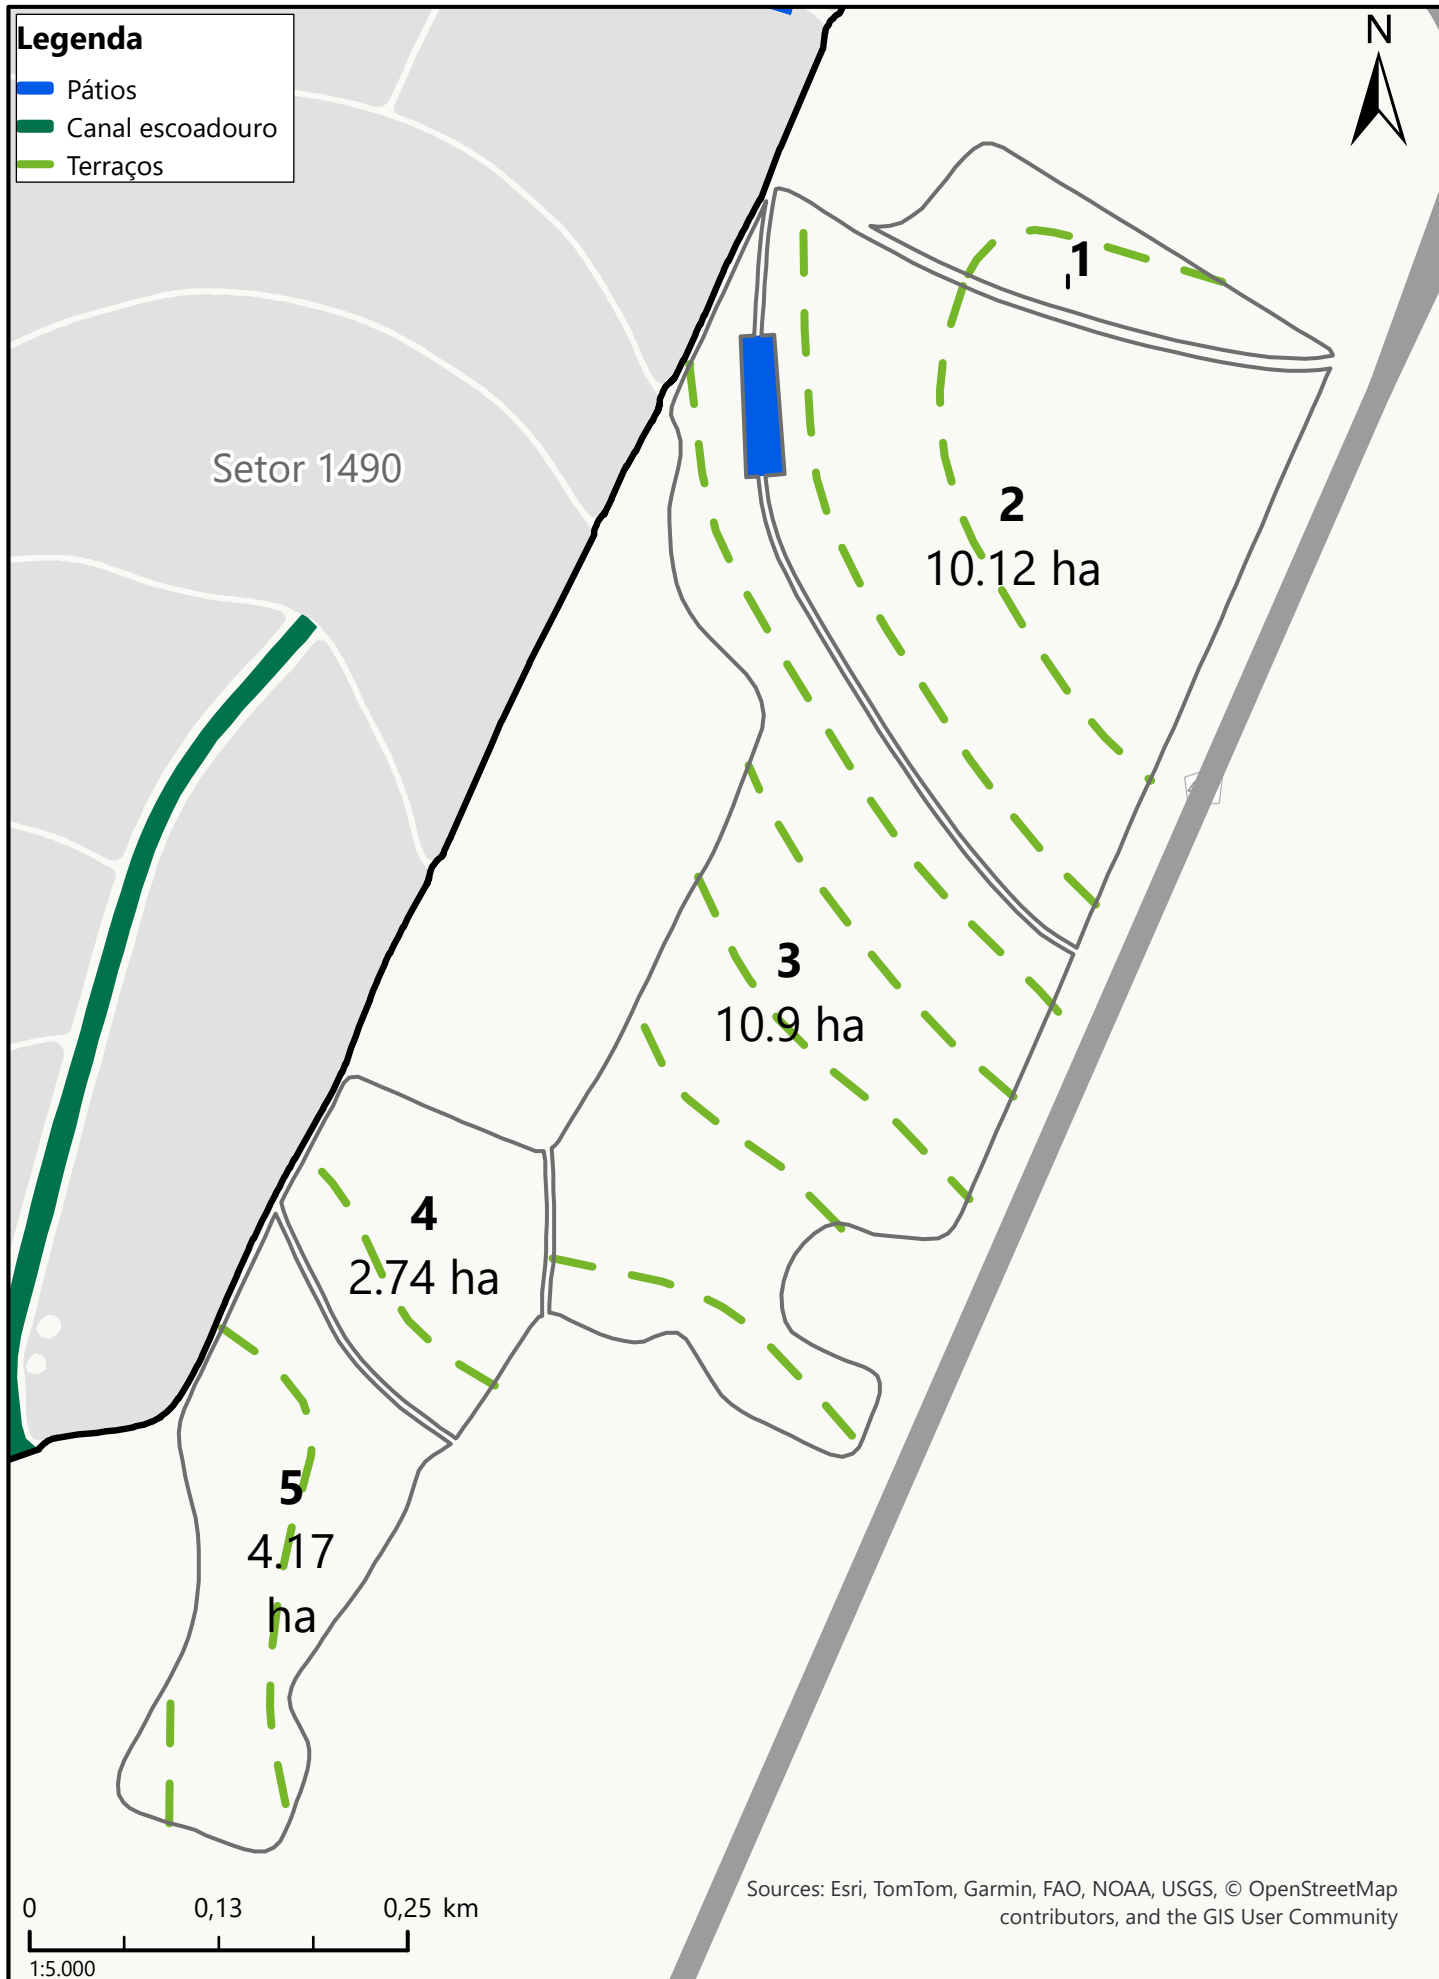 Legenda
Pátios
Canal escoadouro
Terraços
N
1
Setor 1490
2
10.12 ha
3
10.9 ha
4
2.74 ha
5
4.17
ha
Sources: Esri, TomTom, Garmin, FAO, NOAA, USGS, © OpenStreetMap
contributors, and the GIS User Community
0 0,13 0,25 km
1:5.000